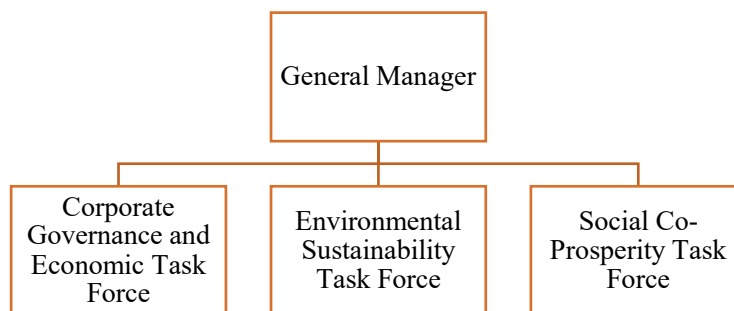 General Manager
Corporate
Governance and
Economic Task
Force
Environmental
Sustainability
Task Force
Social Co-
Prosperity Task
Force